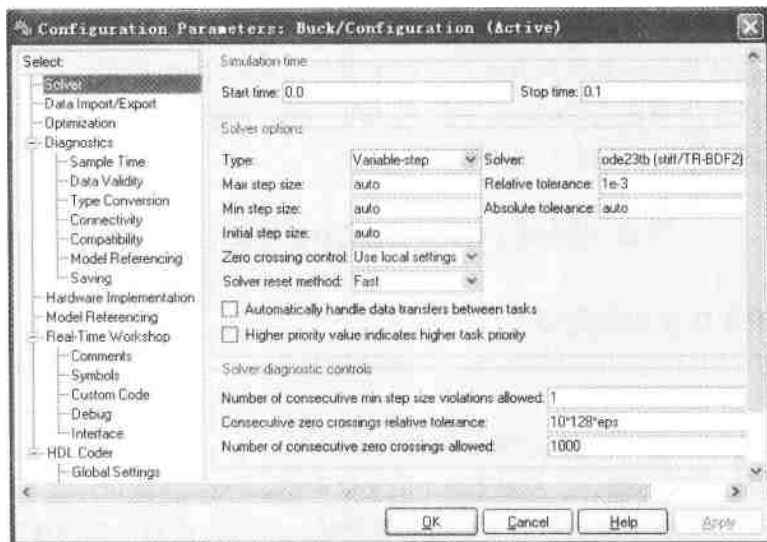 Configuration Parameters: Buck/Configuration (Active)
Select:
Solver
Data Import/Export
Optimization
Diagnostics
Sample Time
Data Validity
Type Conversion
Connectivity
Compatibility
Model Referencing
Saving
Hardware Implementation
Model Referencing
Real-Time Workshop
Comments
Symbols
Custom Code
Debug
Interface
HDL Coder
Global Settings
Simulation time
Start time: 0.0 Stop time: 0.1
Solver options
Type: Variable-step Solver: ode23tb (stiff/TR-BDF2)
Max step size: auto Relative tolerance: 1e-3
Min step size: auto Absolute tolerance: auto
Initial step size: auto
Zero crossing control: Use local settings
Solver reset method: Fast
Automatically handle data transfers between tasks
Higher priority value indicates higher task priority
Solver diagnostic controls
Number of consecutive min step size violations allowed: 1
Consecutive zero crossings relative tolerance: 10*128*eps
Number of consecutive zero crossings allowed: 1000
OK Cancel Help Apply